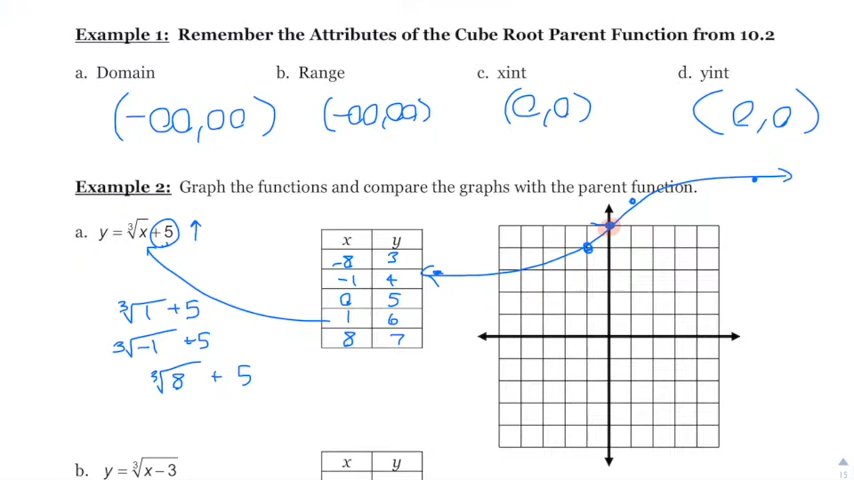 Example 1: Remember the Attributes of the Cube Root Parent Function from 10.2
a. Domain b. Range c. xint d. yint
(-∞,∞) (-∞,∞) (0,0) (0,0)
Example 2: Graph the functions and compare the graphs with the parent function.
a. y = ∛x + 5 ↑
x y
-8 3
-1 4
0 5
1 6
8 7
∛1 + 5
∛-1 +5
∛8 + 5
b. y = ∛x − 3
x y
15